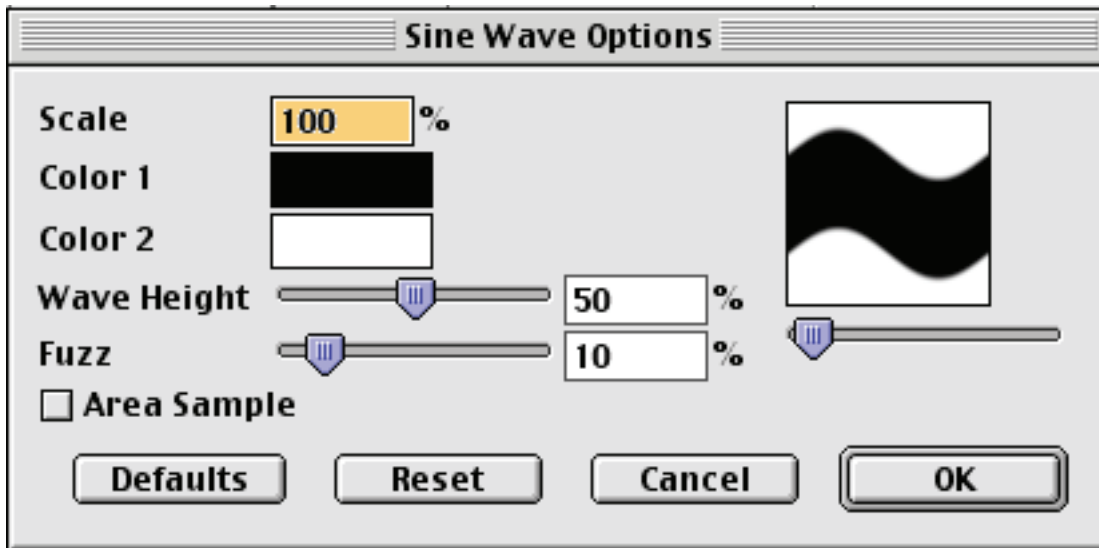 Sine Wave Options
Scale 100 %
Color 1
Color 2
Wave Height 50 %
Fuzz 10 %
Area Sample
Defaults Reset Cancel OK